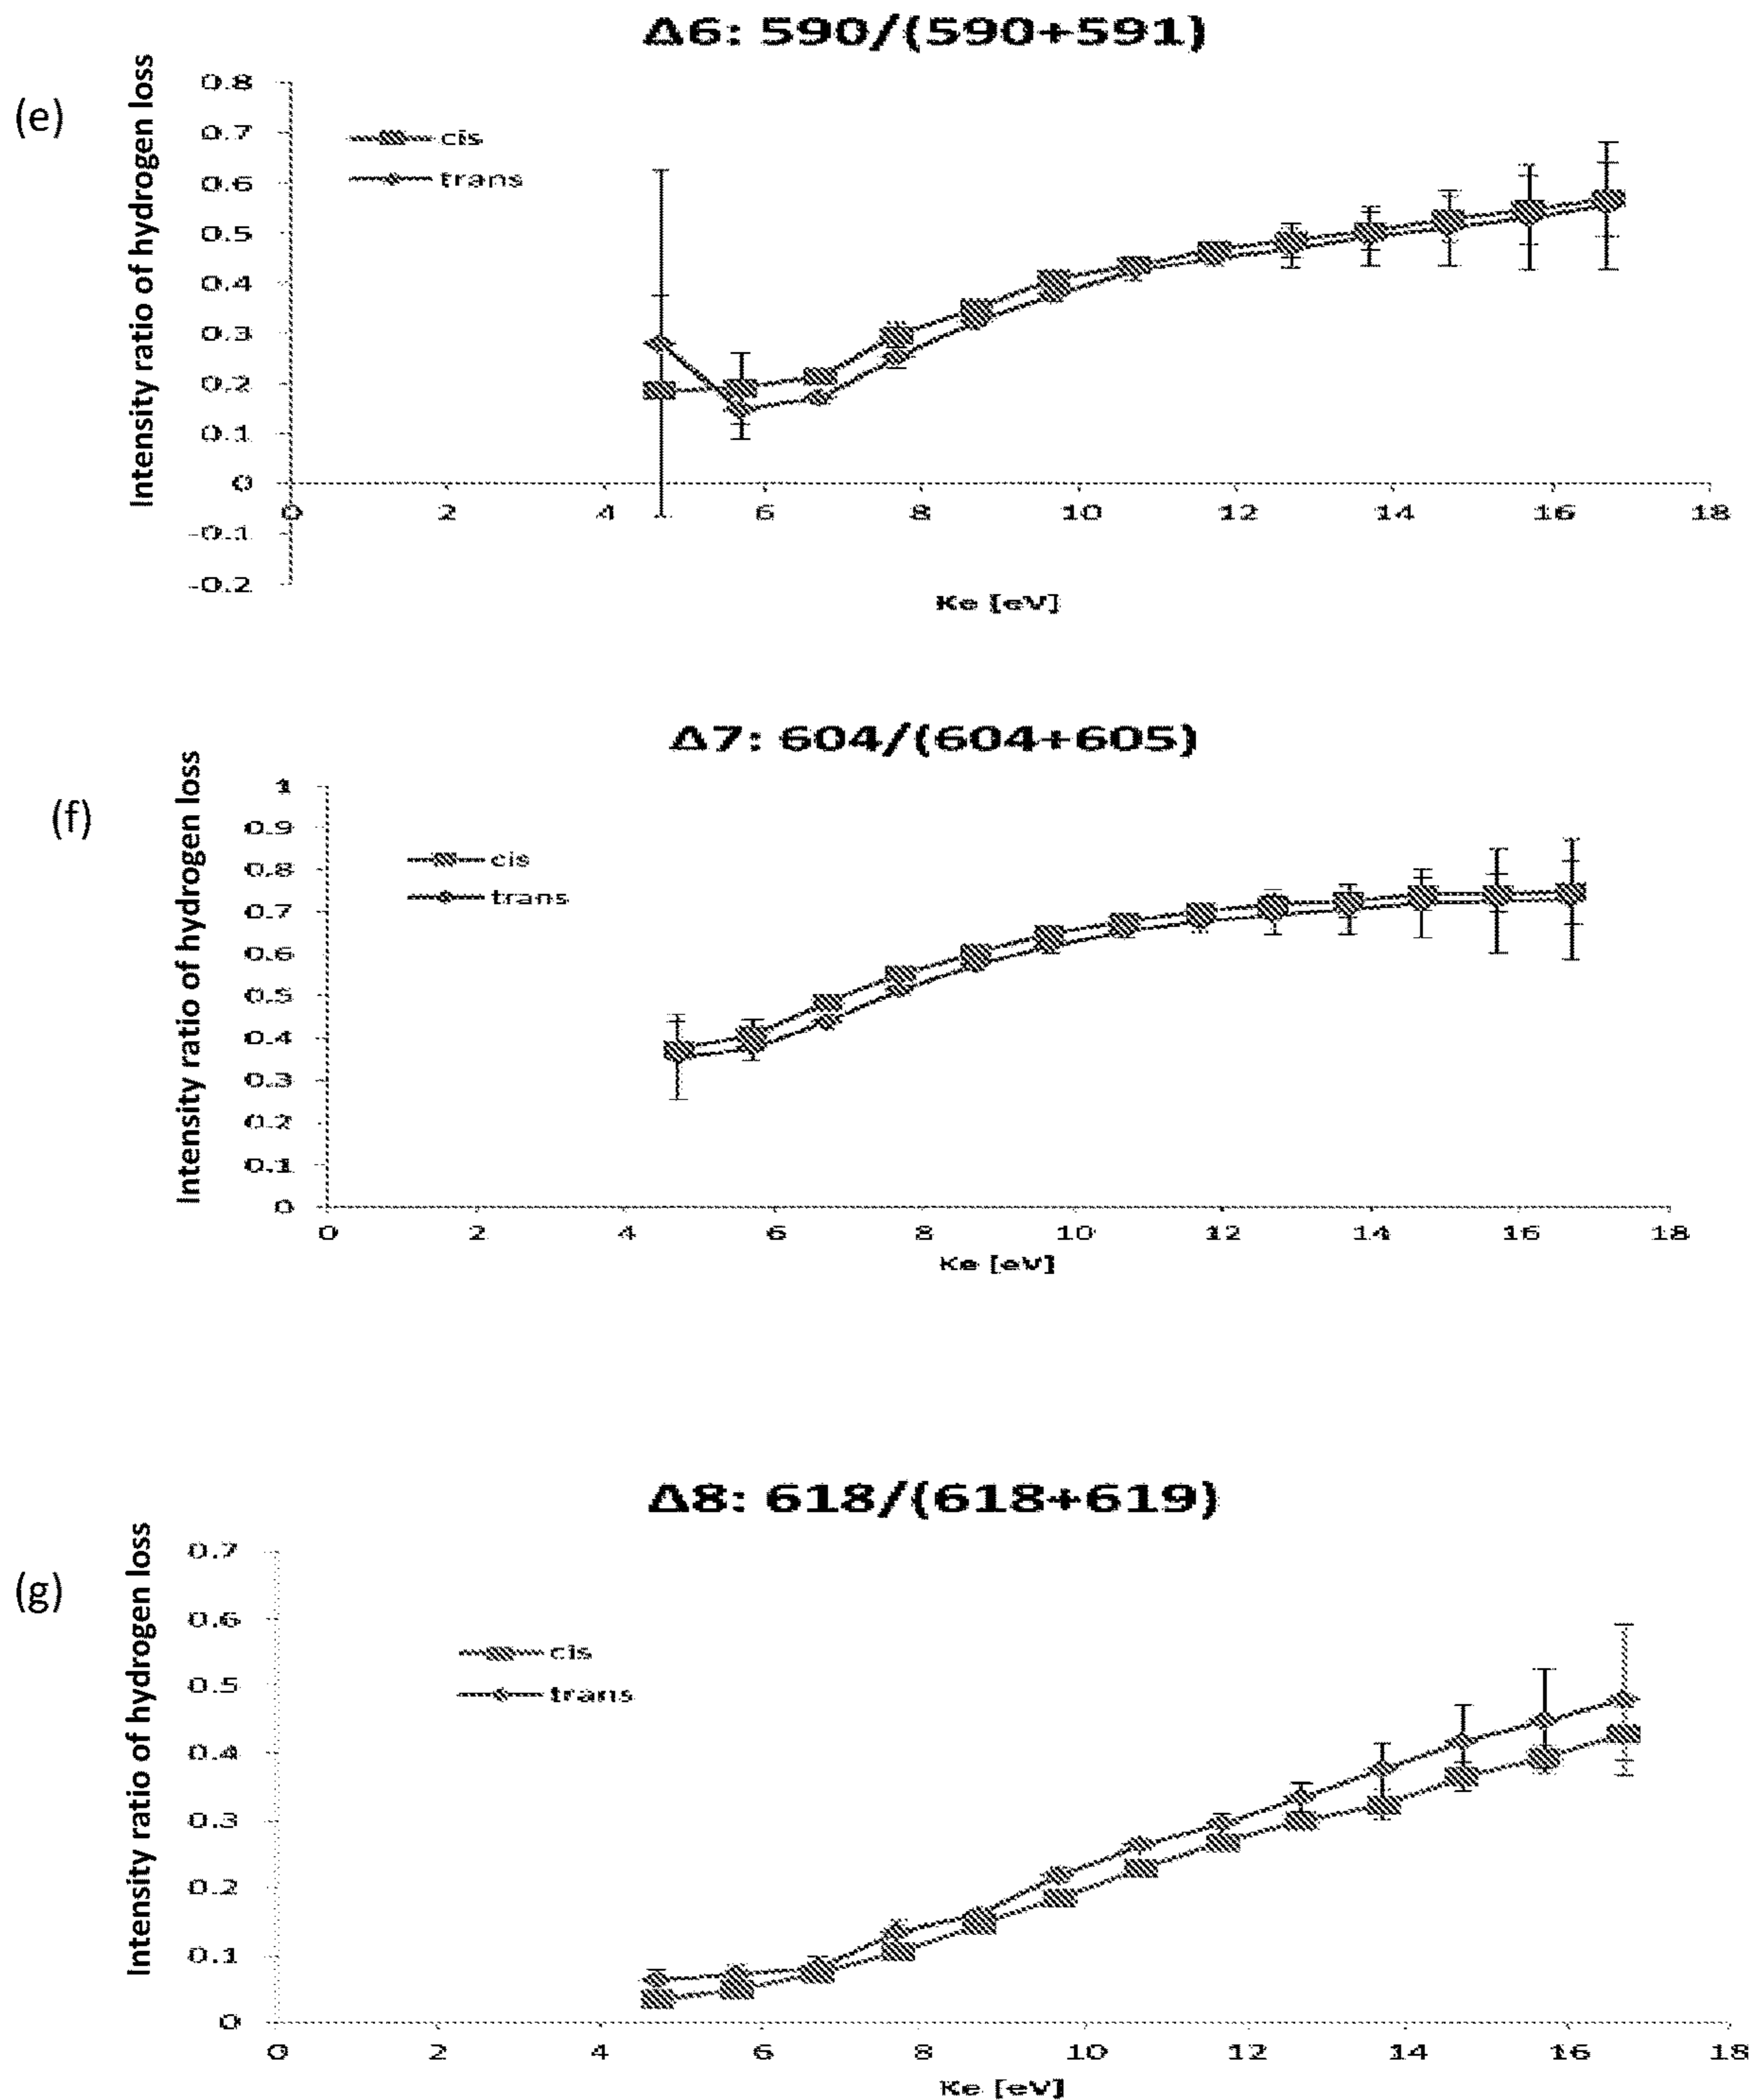 Δ6: 590/(590+591)
(e)
Intensity ratio of hydrogen loss
0.8
0.7
0.6
0.5
0.4
0.3
0.2
0.1
0
-0.1
-0.2
cis
trans
0 2 4 6 8 10 12 14 16 18
Ke [eV]
Δ7: 604/(604+605)
(f)
Intensity ratio of hydrogen loss
1
0.9
0.8
0.7
0.6
0.5
0.4
0.3
0.2
0.1
0
cis
trans
0 2 4 6 8 10 12 14 16 18
Ke [eV]
Δ8: 618/(618+619)
(g)
Intensity ratio of hydrogen loss
0.7
0.6
0.5
0.4
0.3
0.2
0.1
0
cis
trans
0 2 4 6 8 10 12 14 16 18
Ke [eV]